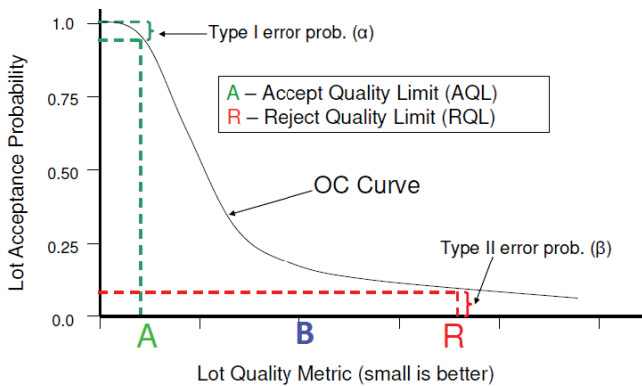 1.0
Type I error prob. (α)
0.75
A – Accept Quality Limit (AQL)
R – Reject Quality Limit (RQL)
0.50
OC Curve
0.25
Type II error prob. (β)
0.0
A
B
R
Lot Acceptance Probability
Lot Quality Metric (small is better)